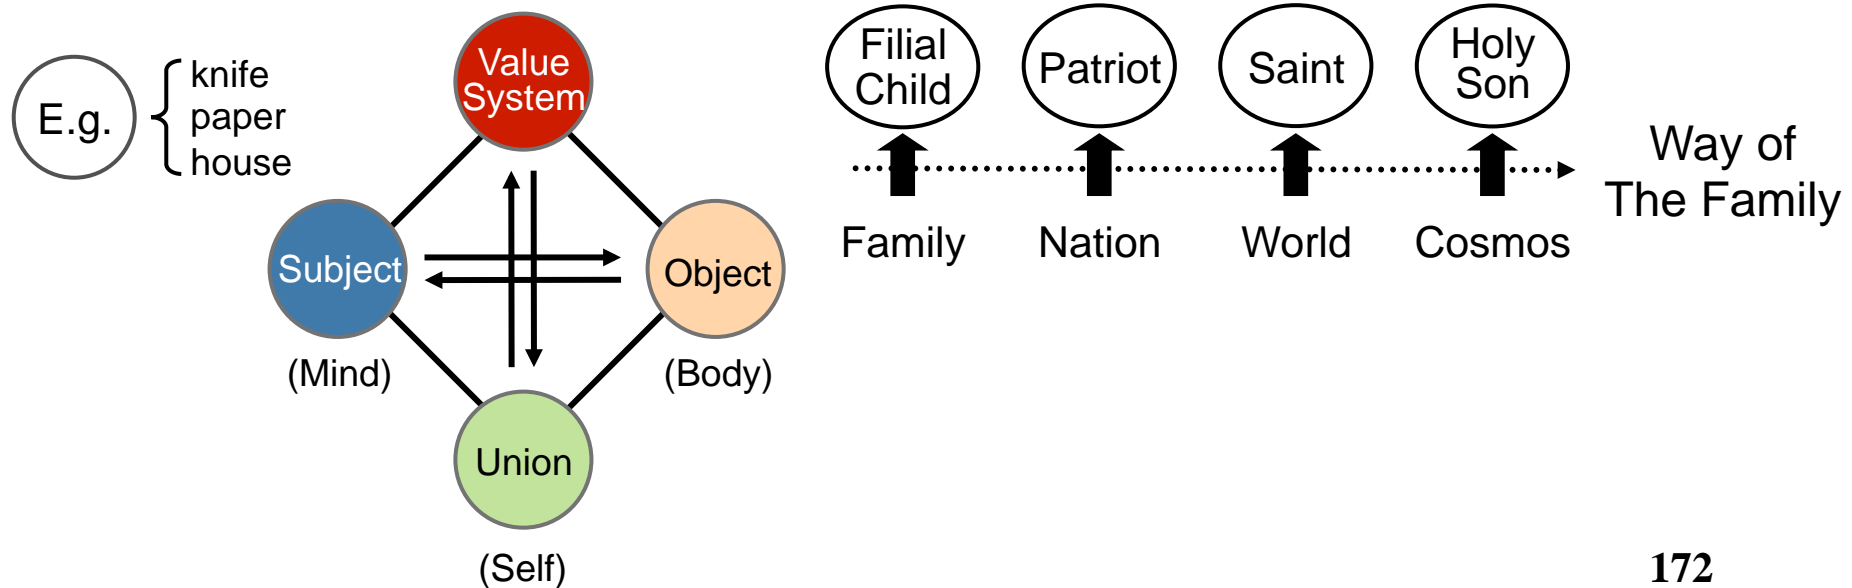 E.g.
knife
paper
house
Value
System
Subject
Object
(Mind)
(Body)
Union
(Self)
Filial
Child
Patriot
Saint
Holy
Son
Family
Nation
World
Cosmos
Way of
The Family
172